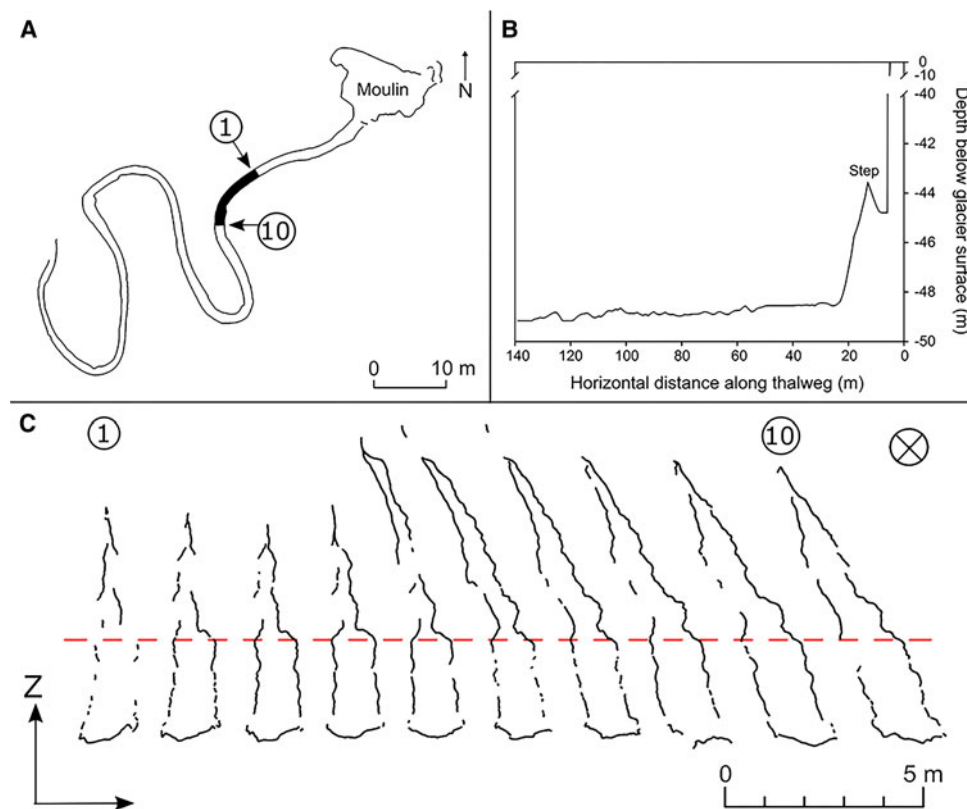 A
Moulin
N
1
10
0 10 m
B
0
-10
-40
-42
-44
-46
-48
-50
Depth below glacier surface (m)
Step
140 120 100 80 60 40 20 0
Horizontal distance along thalweg (m)
C
1
10
Z
0 5 m